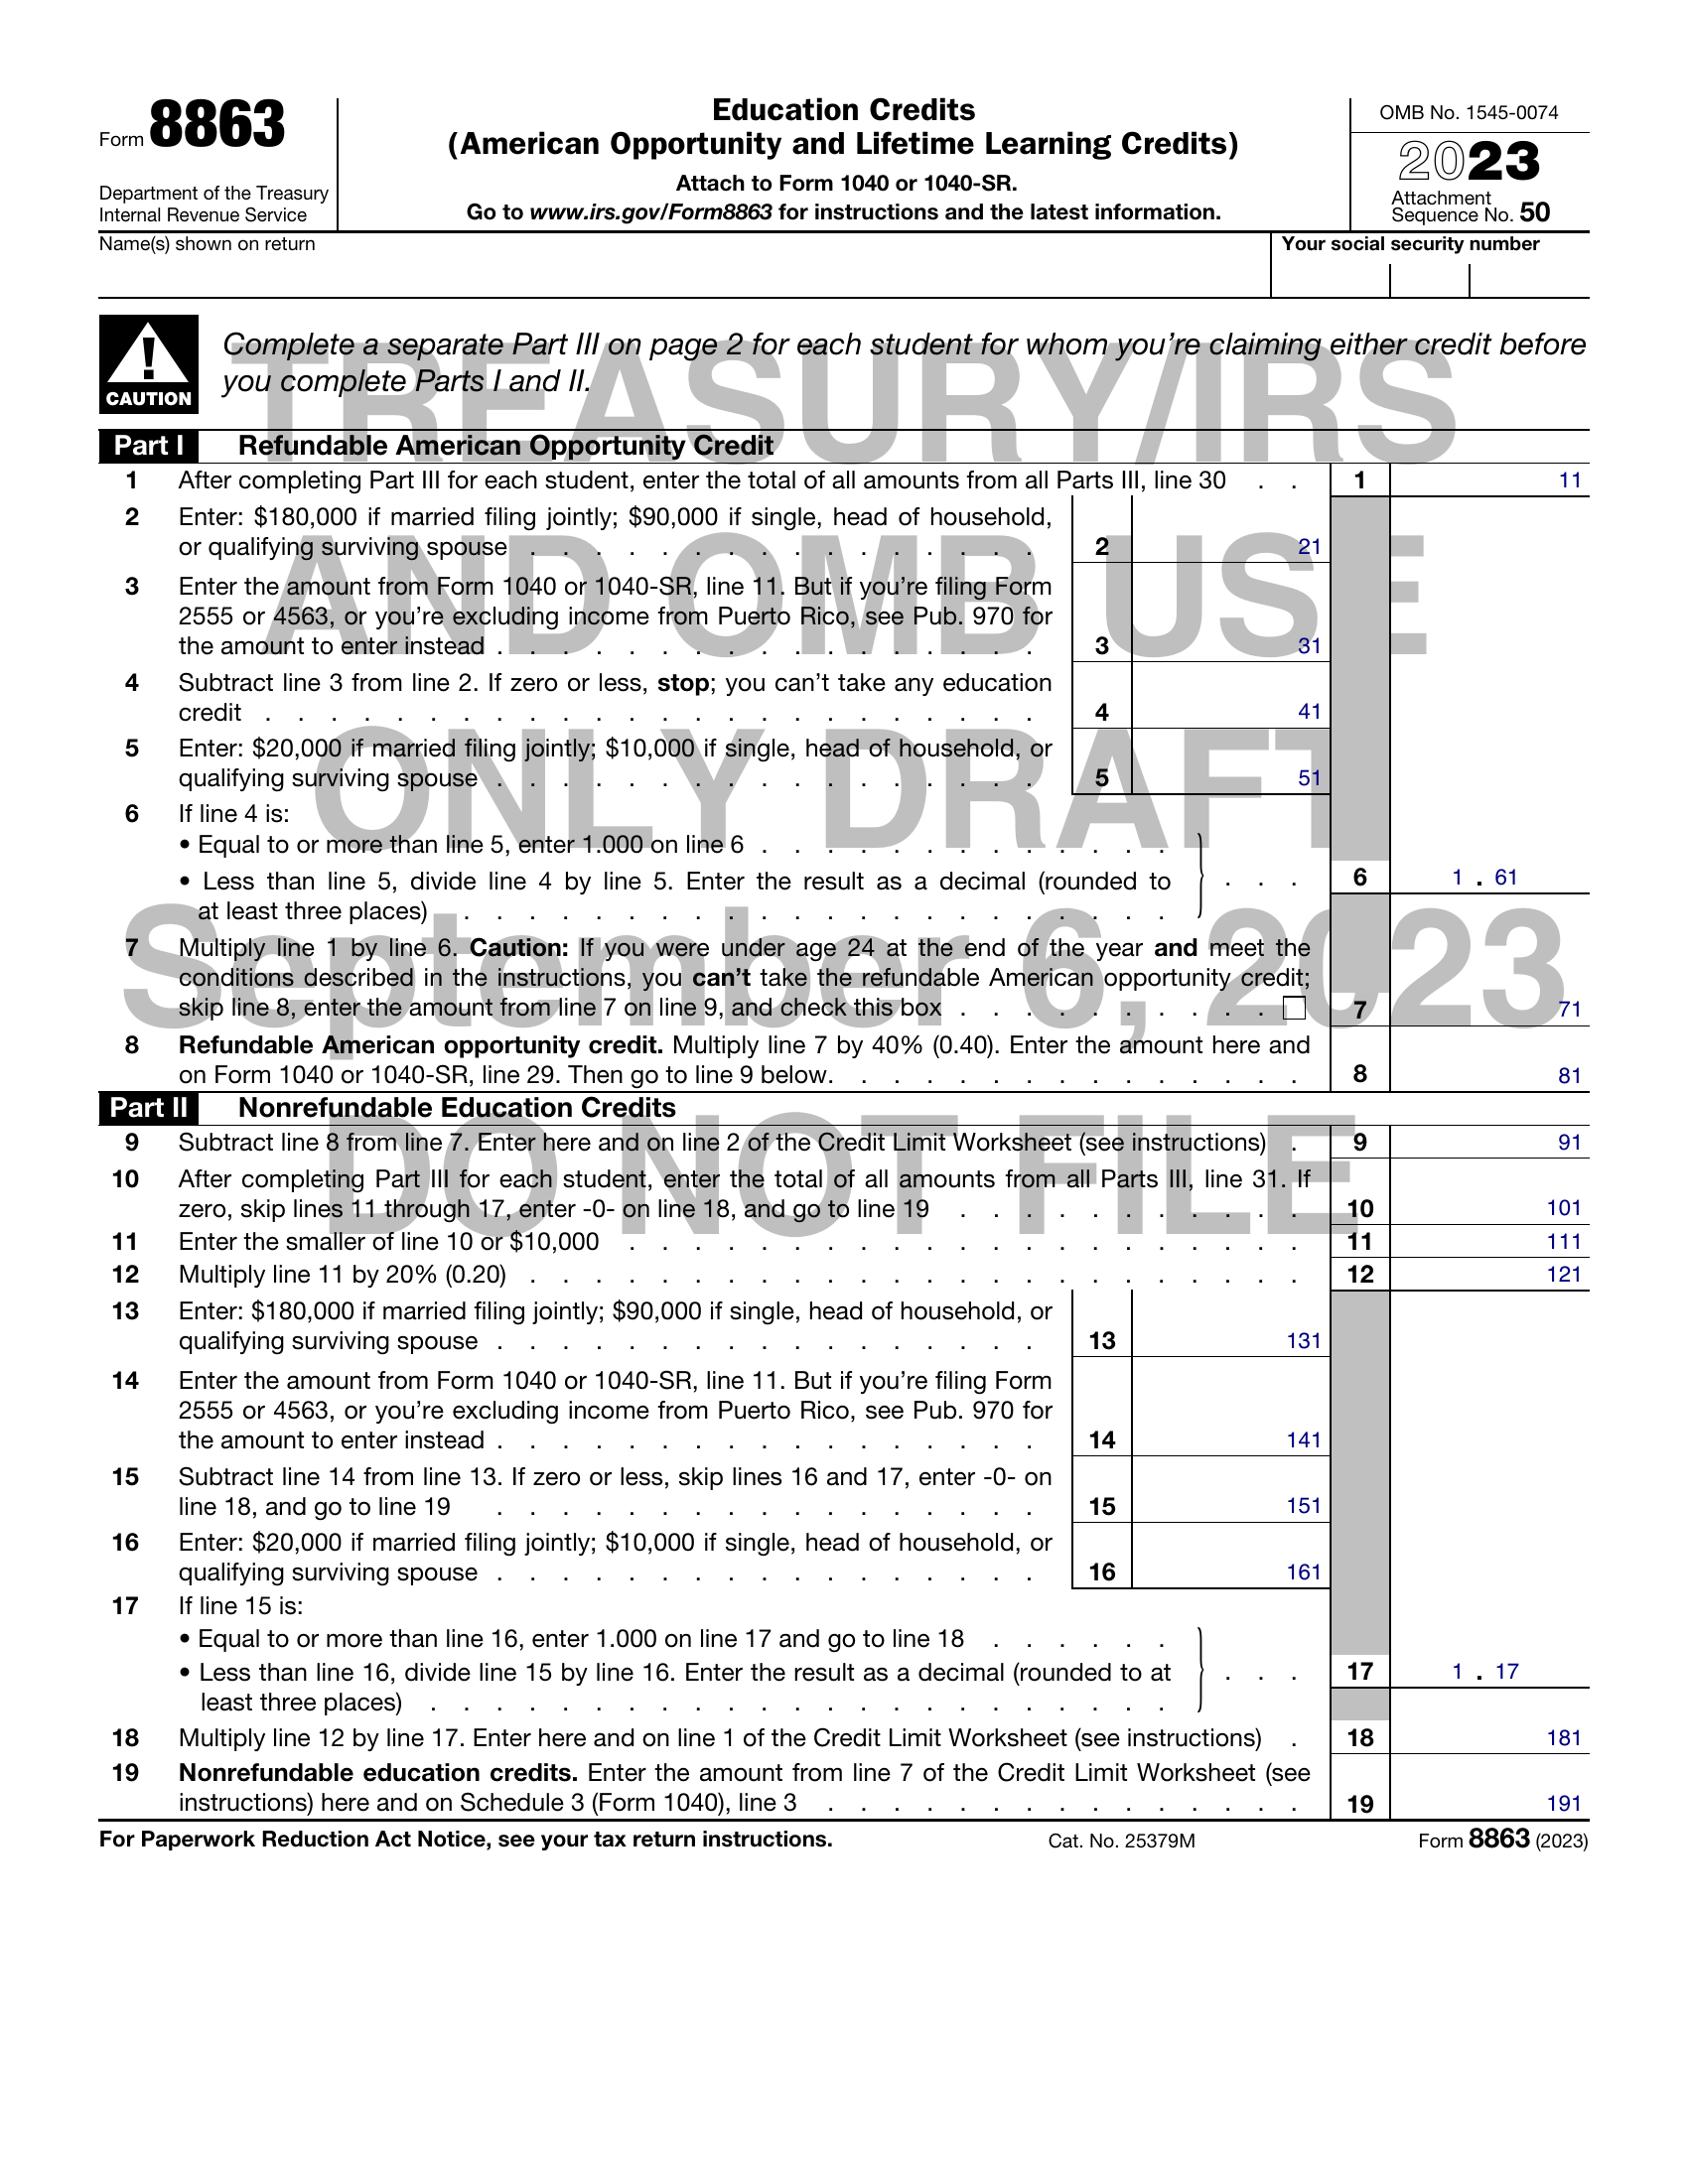 Form 8863
Department of the Treasury
Internal Revenue Service
Education Credits
(American Opportunity and Lifetime Learning Credits)
Attach to Form 1040 or 1040-SR.
Go to www.irs.gov/Form8863 for instructions and the latest information.
OMB No. 1545-0074
2023
Attachment
Sequence No. 50
Name(s) shown on return
Your social security number
TREASURY/IRS
AND OMB USE
ONLY DRAFT
September 6, 2023
DO NOT FILE
CAUTION
Complete a separate Part III on page 2 for each student for whom you’re claiming either credit before
you complete Parts I and II.
Part I Refundable American Opportunity Credit
1 After completing Part III for each student, enter the total of all amounts from all Parts III, line 30 . . 1 11
2 Enter: $180,000 if married filing jointly; $90,000 if single, head of household,
or qualifying surviving spouse . . . . . . . . . . . . . . . . 2 21
3 Enter the amount from Form 1040 or 1040-SR, line 11. But if you’re filing Form
2555 or 4563, or you’re excluding income from Puerto Rico, see Pub. 970 for
the amount to enter instead . . . . . . . . . . . . . . . . . 3 31
4 Subtract line 3 from line 2. If zero or less, stop; you can’t take any education
credit . . . . . . . . . . . . . . . . . . . . . . . . 4 41
5 Enter: $20,000 if married filing jointly; $10,000 if single, head of household, or
qualifying surviving spouse . . . . . . . . . . . . . . . . . 5 51
6 If line 4 is:
• Equal to or more than line 5, enter 1.000 on line 6 . . . . . . . . . . . . .
• Less than line 5, divide line 4 by line 5. Enter the result as a decimal (rounded to . . . 6 1 . 61
at least three places) . . . . . . . . . . . . . . . . . . . . . .
7 Multiply line 1 by line 6. Caution: If you were under age 24 at the end of the year and meet the
conditions described in the instructions, you can’t take the refundable American opportunity credit;
skip line 8, enter the amount from line 7 on line 9, and check this box . . . . . . . . . . 7 71
8 Refundable American opportunity credit. Multiply line 7 by 40% (0.40). Enter the amount here and
on Form 1040 or 1040-SR, line 29. Then go to line 9 below. . . . . . . . . . . . . . . 8 81
Part II Nonrefundable Education Credits
9 Subtract line 8 from line 7. Enter here and on line 2 of the Credit Limit Worksheet (see instructions) . 9 91
10 After completing Part III for each student, enter the total of all amounts from all Parts III, line 31. If
zero, skip lines 11 through 17, enter -0- on line 18, and go to line 19 . . . . . . . . . . . 10 101
11 Enter the smaller of line 10 or $10,000 . . . . . . . . . . . . . . . . . . . . . 11 111
12 Multiply line 11 by 20% (0.20) . . . . . . . . . . . . . . . . . . . . . . . . 12 121
13 Enter: $180,000 if married filing jointly; $90,000 if single, head of household, or
qualifying surviving spouse . . . . . . . . . . . . . . . . . 13 131
14 Enter the amount from Form 1040 or 1040-SR, line 11. But if you’re filing Form
2555 or 4563, or you’re excluding income from Puerto Rico, see Pub. 970 for
the amount to enter instead . . . . . . . . . . . . . . . . . 14 141
15 Subtract line 14 from line 13. If zero or less, skip lines 16 and 17, enter -0- on
line 18, and go to line 19 . . . . . . . . . . . . . . . . . 15 151
16 Enter: $20,000 if married filing jointly; $10,000 if single, head of household, or
qualifying surviving spouse . . . . . . . . . . . . . . . . . 16 161
17 If line 15 is:
• Equal to or more than line 16, enter 1.000 on line 17 and go to line 18 . . . . . .
• Less than line 16, divide line 15 by line 16. Enter the result as a decimal (rounded to at . . . 17 1 . 17
least three places) . . . . . . . . . . . . . . . . . . . . . . .
18 Multiply line 12 by line 17. Enter here and on line 1 of the Credit Limit Worksheet (see instructions) . 18 181
19 Nonrefundable education credits. Enter the amount from line 7 of the Credit Limit Worksheet (see
instructions) here and on Schedule 3 (Form 1040), line 3 . . . . . . . . . . . . . . . 19 191
For Paperwork Reduction Act Notice, see your tax return instructions. Cat. No. 25379M Form 8863 (2023)